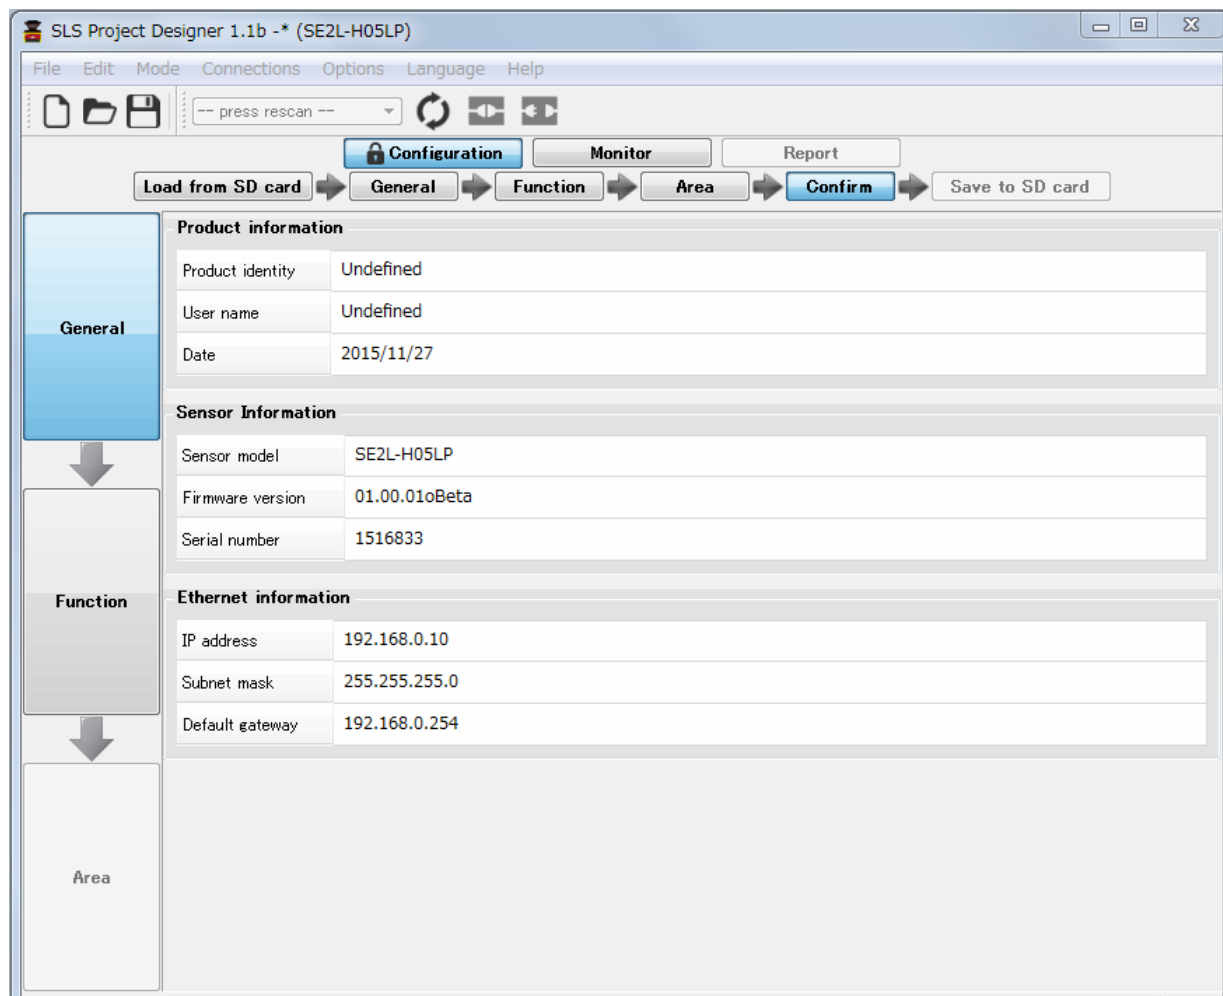 SLS Project Designer 1.1b -* (SE2L-H05LP)
File Edit Mode Connections Options Language Help
-- press rescan --
Configuration Monitor Report
Load from SD card General Function Area Confirm Save to SD card
General
Function
Area
Product information
Product identity Undefined
User name Undefined
Date 2015/11/27
Sensor Information
Sensor model SE2L-H05LP
Firmware version 01.00.01oBeta
Serial number 1516833
Ethernet information
IP address 192.168.0.10
Subnet mask 255.255.255.0
Default gateway 192.168.0.254